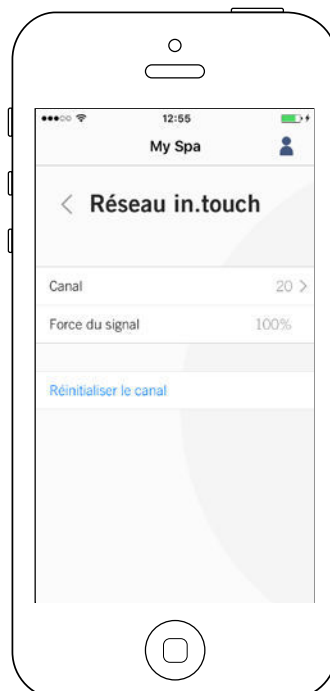 12:55
My Spa
Réseau in.touch
Canal 20
Force du signal 100%
Réinitialiser le canal